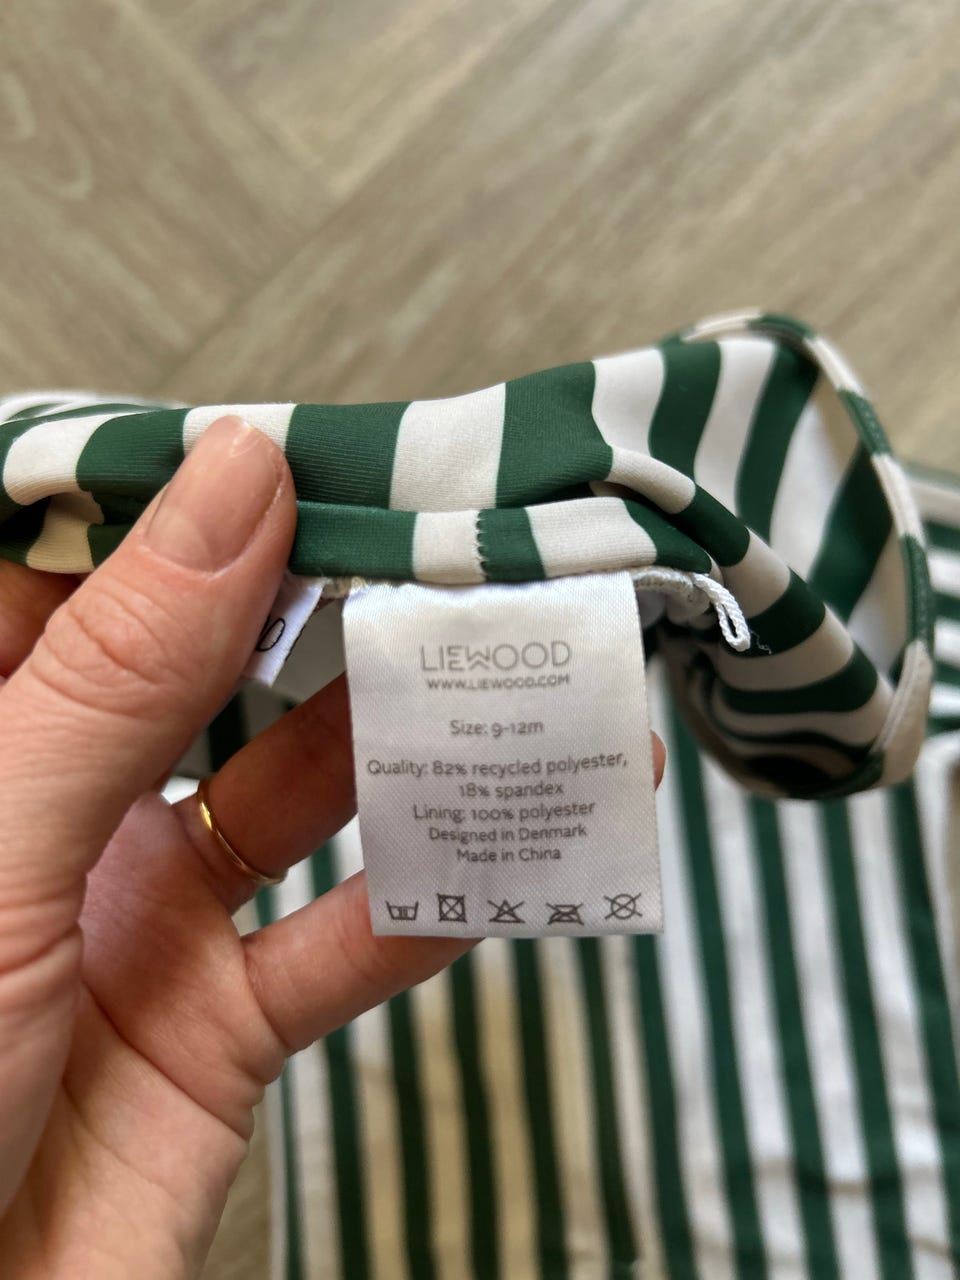 LIEWOOD
WWW.LIEWOOD.COM
Size: 9-12m
Quality: 82% recycled polyester,
18% spandex
Lining: 100% polyester
Designed in Denmark
Made in China